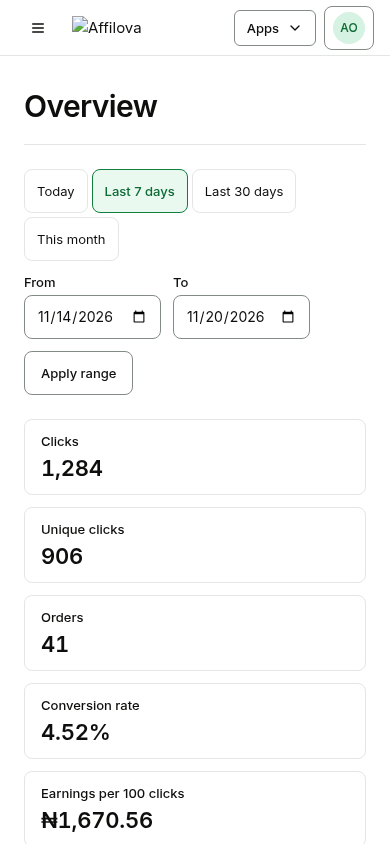 Affilova
Apps
AO
Overview
Today
Last 7 days
Last 30 days
This month
From
To
11/14/2026
11/20/2026
Apply range
Clicks
1,284
Unique clicks
906
Orders
41
Conversion rate
4.52%
Earnings per 100 clicks
₦1,670.56